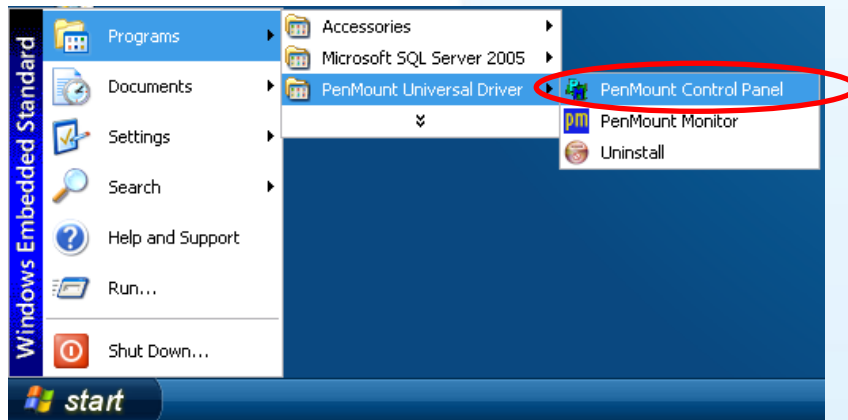 Windows Embedded Standard
Programs
Documents
Settings
Search
Help and Support
Run...
Shut Down...
Accessories
Microsoft SQL Server 2005
PenMount Universal Driver
PenMount Control Panel
pm PenMount Monitor
Uninstall
start